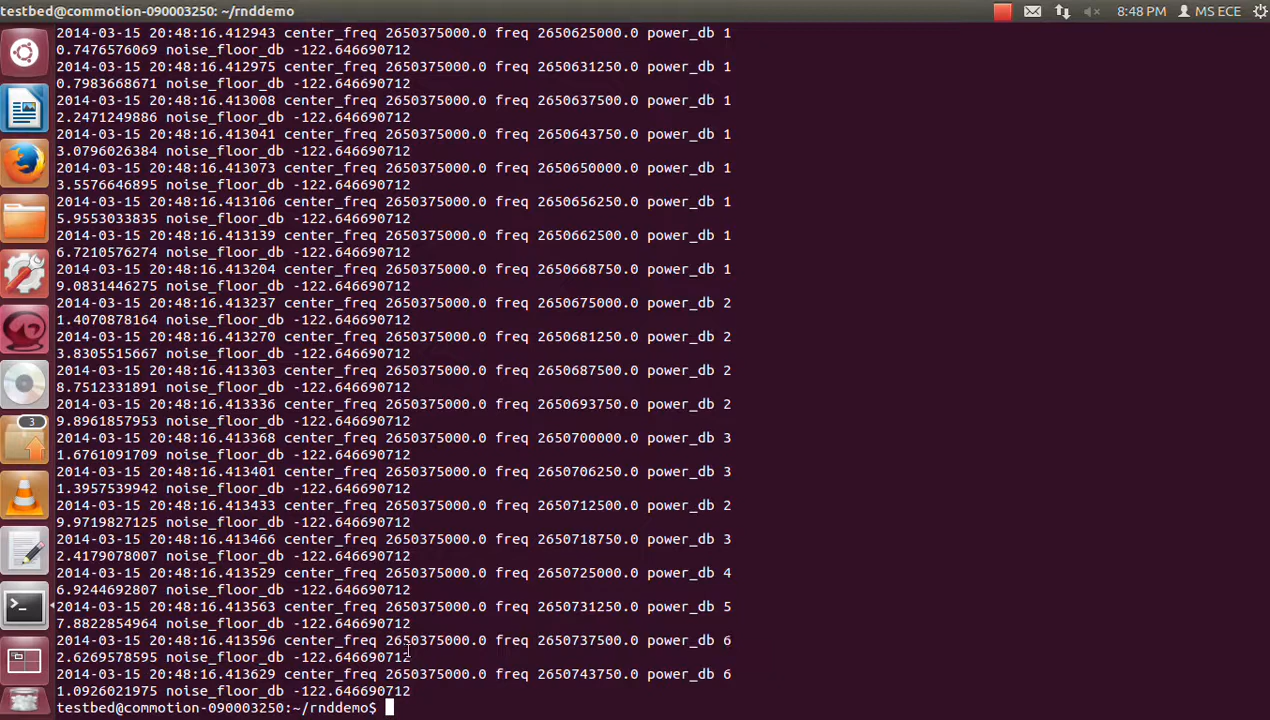 testbed@commotion-090003250: ~/rnddemo
8:48 PM
MS ECE
2014-03-15 20:48:16.412943 center_freq 2650375000.0 freq 2650625000.0 power_db 1
0.7476576069 noise_floor_db -122.646690712
2014-03-15 20:48:16.412975 center_freq 2650375000.0 freq 2650631250.0 power_db 1
0.7983668671 noise_floor_db -122.646690712
2014-03-15 20:48:16.413008 center_freq 2650375000.0 freq 2650637500.0 power_db 1
2.2471249886 noise_floor_db -122.646690712
2014-03-15 20:48:16.413041 center_freq 2650375000.0 freq 2650643750.0 power_db 1
3.0796026384 noise_floor_db -122.646690712
2014-03-15 20:48:16.413073 center_freq 2650375000.0 freq 2650650000.0 power_db 1
3.5576646895 noise_floor_db -122.646690712
2014-03-15 20:48:16.413106 center_freq 2650375000.0 freq 2650656250.0 power_db 1
5.9553033835 noise_floor_db -122.646690712
2014-03-15 20:48:16.413139 center_freq 2650375000.0 freq 2650662500.0 power_db 1
6.7210576274 noise_floor_db -122.646690712
2014-03-15 20:48:16.413204 center_freq 2650375000.0 freq 2650668750.0 power_db 1
9.0831446275 noise_floor_db -122.646690712
2014-03-15 20:48:16.413237 center_freq 2650375000.0 freq 2650675000.0 power_db 2
1.4070878164 noise_floor_db -122.646690712
2014-03-15 20:48:16.413270 center_freq 2650375000.0 freq 2650681250.0 power_db 2
3.8305515667 noise_floor_db -122.646690712
2014-03-15 20:48:16.413303 center_freq 2650375000.0 freq 2650687500.0 power_db 2
8.7512331891 noise_floor_db -122.646690712
2014-03-15 20:48:16.413336 center_freq 2650375000.0 freq 2650693750.0 power_db 2
9.8961857953 noise_floor_db -122.646690712
2014-03-15 20:48:16.413368 center_freq 2650375000.0 freq 2650700000.0 power_db 3
1.6761091709 noise_floor_db -122.646690712
2014-03-15 20:48:16.413401 center_freq 2650375000.0 freq 2650706250.0 power_db 3
1.3957539942 noise_floor_db -122.646690712
2014-03-15 20:48:16.413433 center_freq 2650375000.0 freq 2650712500.0 power_db 2
9.9719827125 noise_floor_db -122.646690712
2014-03-15 20:48:16.413466 center_freq 2650375000.0 freq 2650718750.0 power_db 3
2.4179078007 noise_floor_db -122.646690712
2014-03-15 20:48:16.413529 center_freq 2650375000.0 freq 2650725000.0 power_db 4
6.9244692807 noise_floor_db -122.646690712
2014-03-15 20:48:16.413563 center_freq 2650375000.0 freq 2650731250.0 power_db 5
7.8822854964 noise_floor_db -122.646690712
2014-03-15 20:48:16.413596 center_freq 2650375000.0 freq 2650737500.0 power_db 6
2.6269578595 noise_floor_db -122.646690712
2014-03-15 20:48:16.413629 center_freq 2650375000.0 freq 2650743750.0 power_db 6
1.0926021975 noise_floor_db -122.646690712
testbed@commotion-090003250:~/rnddemo$
3